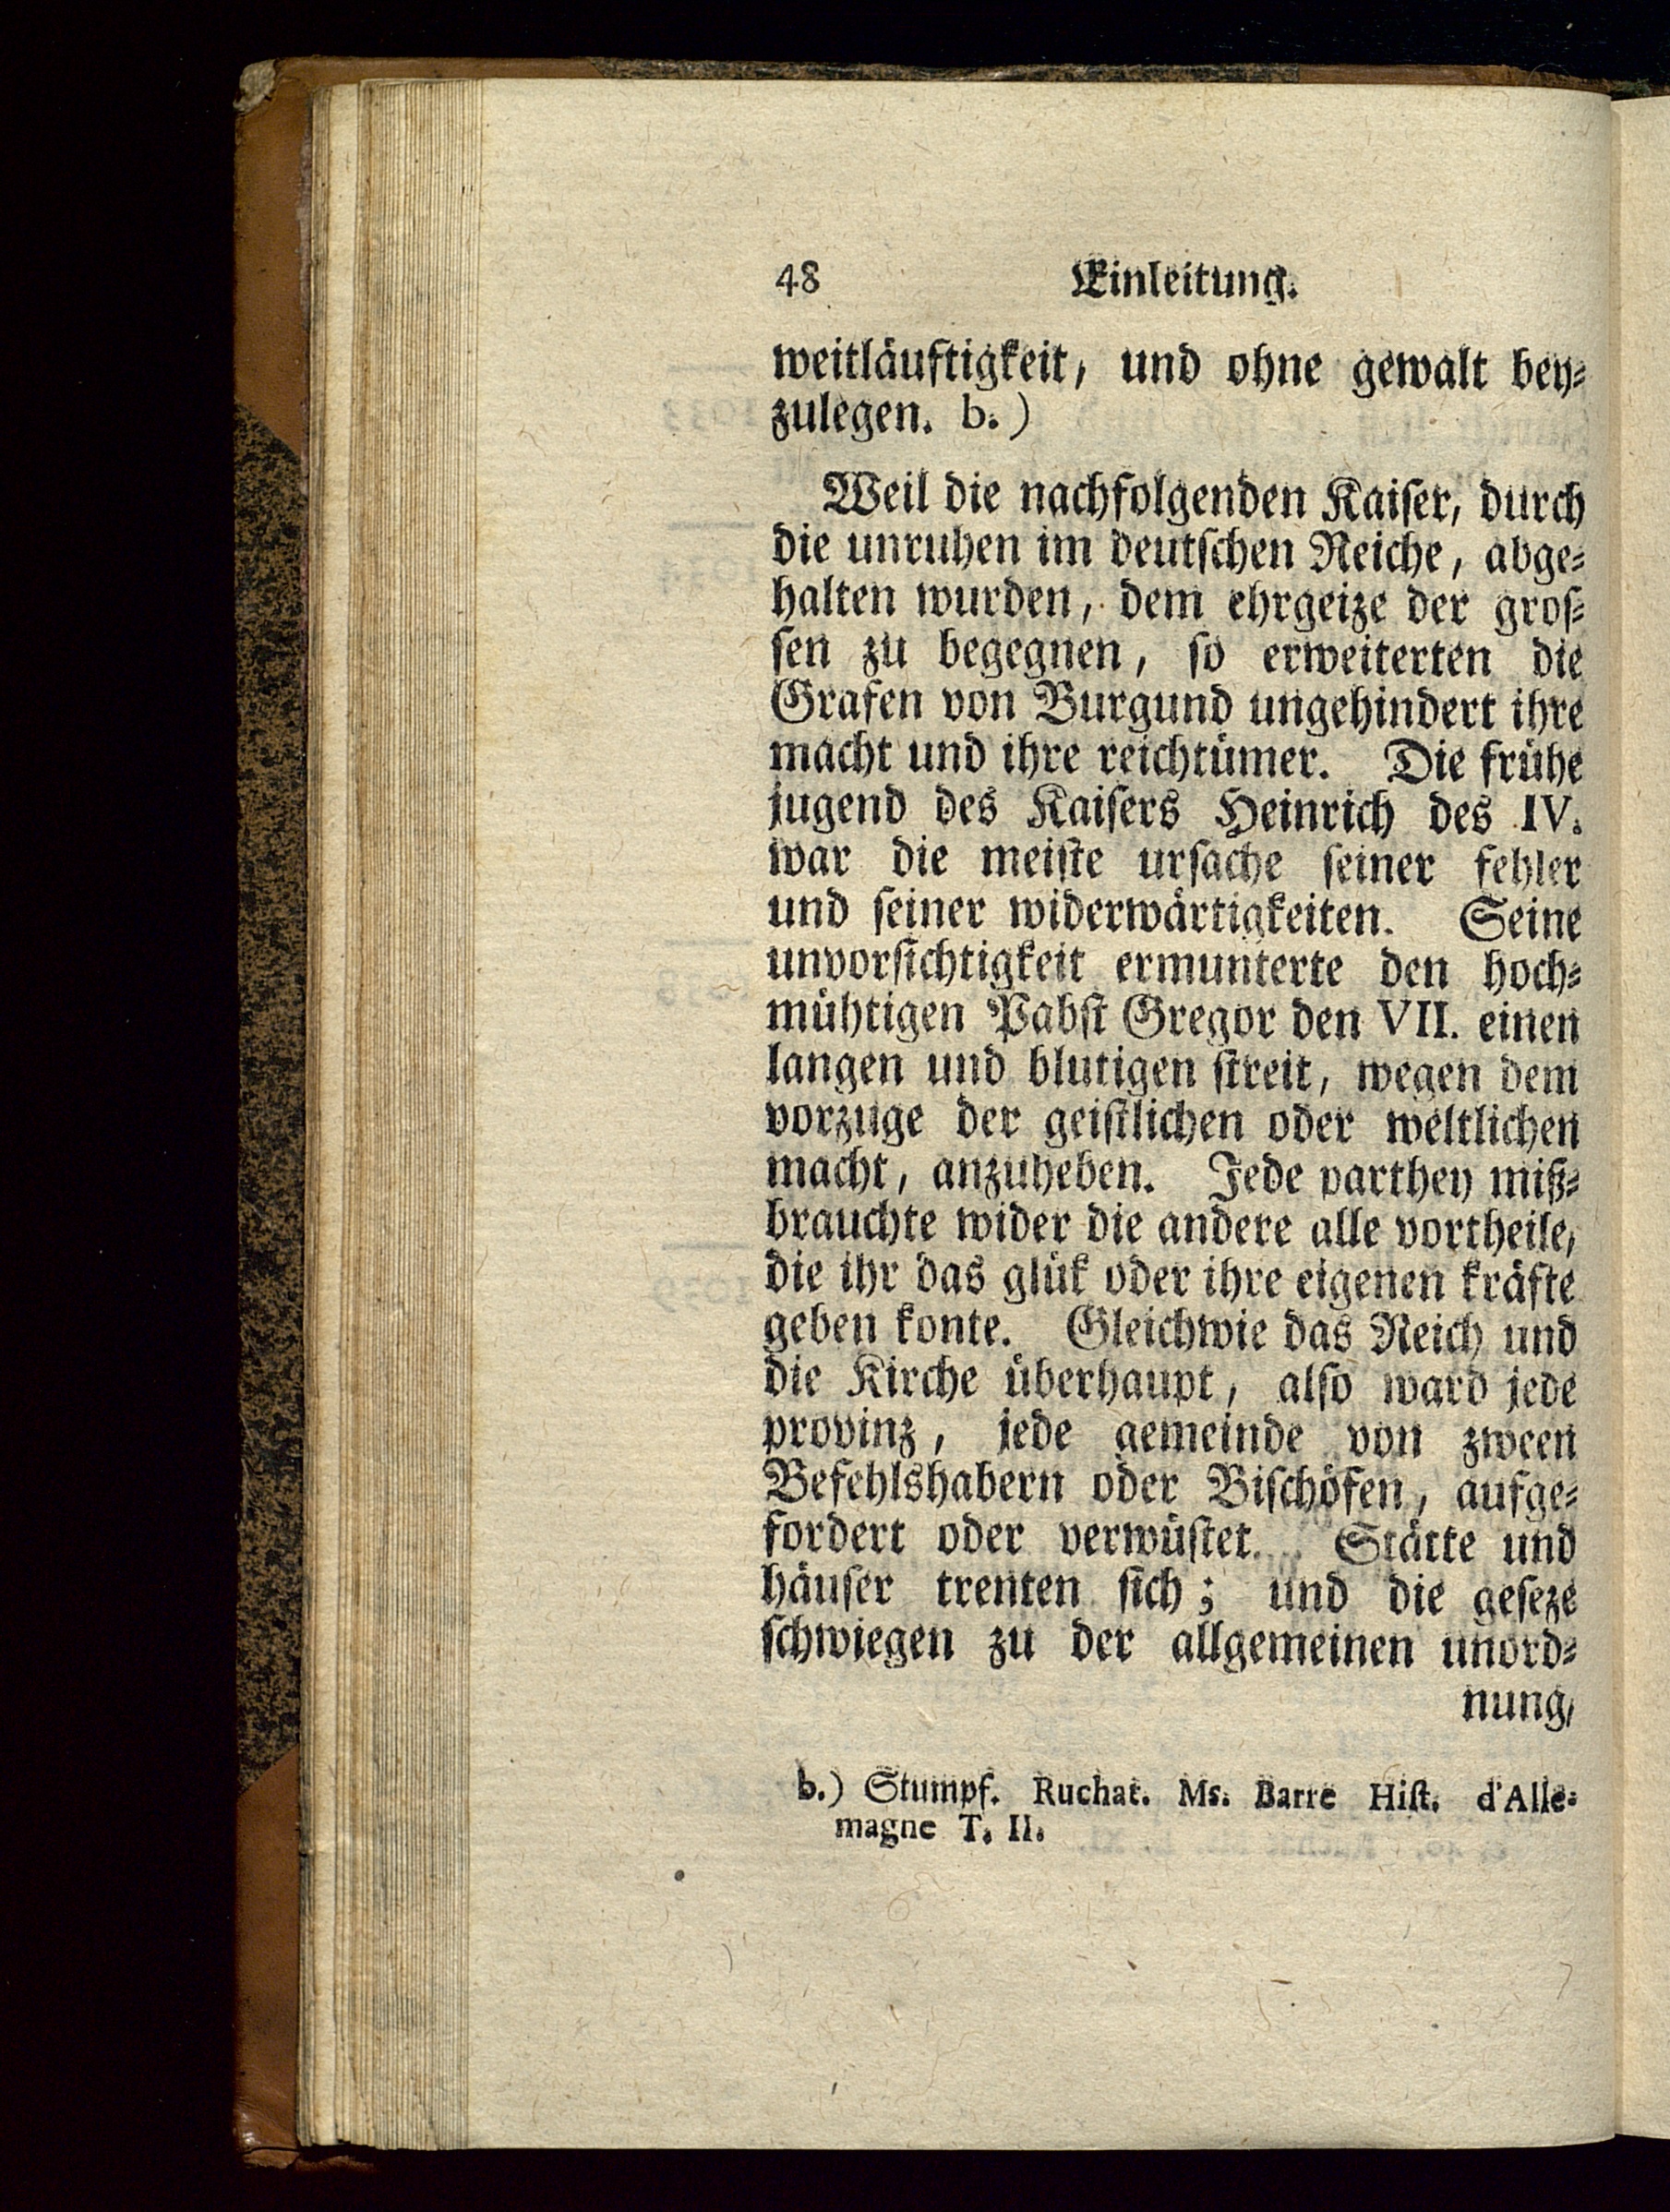 48 Einleitung.
weitläuftigkeit, und ohne gewalt bey-
zulegen. b.)
Weil die nachfolgenden Kaiser, durch
die unruhen im deutschen Reiche, abge-
halten wurden, dem ehrgeize der gros-
sen zu begegnen, so erweiterten die
Grafen von Burgund ungehindert ihre
macht und ihre reichtümer. Die frühe
jugend des Kaisers Heinrich des IV.
war die meiste ursache seiner fehler
und seiner widerwärtigkeiten. Seine
unvorsichtigkeit ermunterte den hoch-
mühtigen Pabst Gregor den VII. einen
langen und blutigen streit, wegen dem
vorzuge der geistlichen oder weltlichen
macht, anzuheben. Jede parthey miß-
brauchte wider die andere alle vortheile,
die ihr das glük oder ihre eigenen kräfte
geben konte. Gleichwie das Reich und
die Kirche überhaupt, also ward jede
provinz, jede gemeinde von zween
Befehlshabern oder Bischöfen, aufge-
fordert oder verwüstet. Stätte und
häuser trenten sich; und die geseze
schwiegen zu der allgemeinen unord-
nung,
b.) Stumpf. Ruchat. Ms. Barre Hist. d'Alle-
magne T. II.